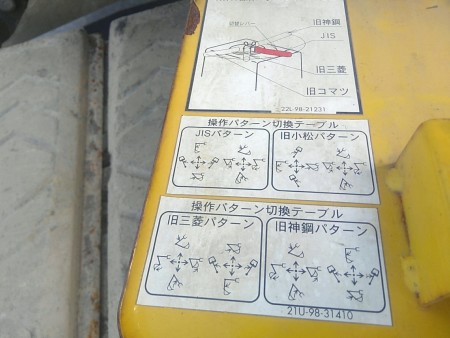 切替レバー
旧神鋼
JIS
旧三菱
旧コマツ
22L-98-21231
操作パターン切換テーブル
JISパターン
旧小松パターン
操作パターン切換テーブル
旧三菱パターン
旧神鋼パターン
21U-98-31410